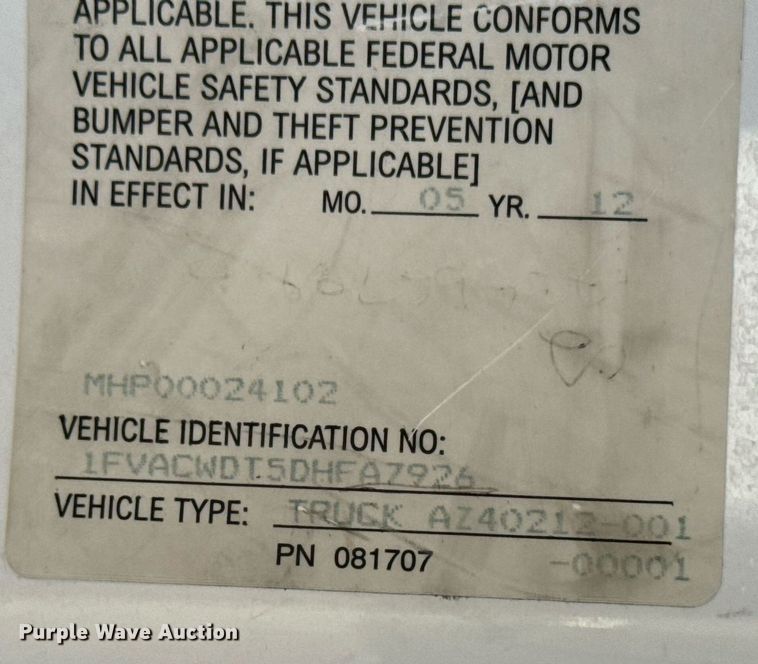 APPLICABLE. THIS VEHICLE CONFORMS
TO ALL APPLICABLE FEDERAL MOTOR
VEHICLE SAFETY STANDARDS, [AND
BUMPER AND THEFT PREVENTION
STANDARDS, IF APPLICABLE]
IN EFFECT IN: MO. 05 YR. 12
MHP00024102
VEHICLE IDENTIFICATION NO:
1FVACWDT5DHFA7926
VEHICLE TYPE: TRUCK AZ40212-001
PN 081707 -00001
Purple Wave Auction